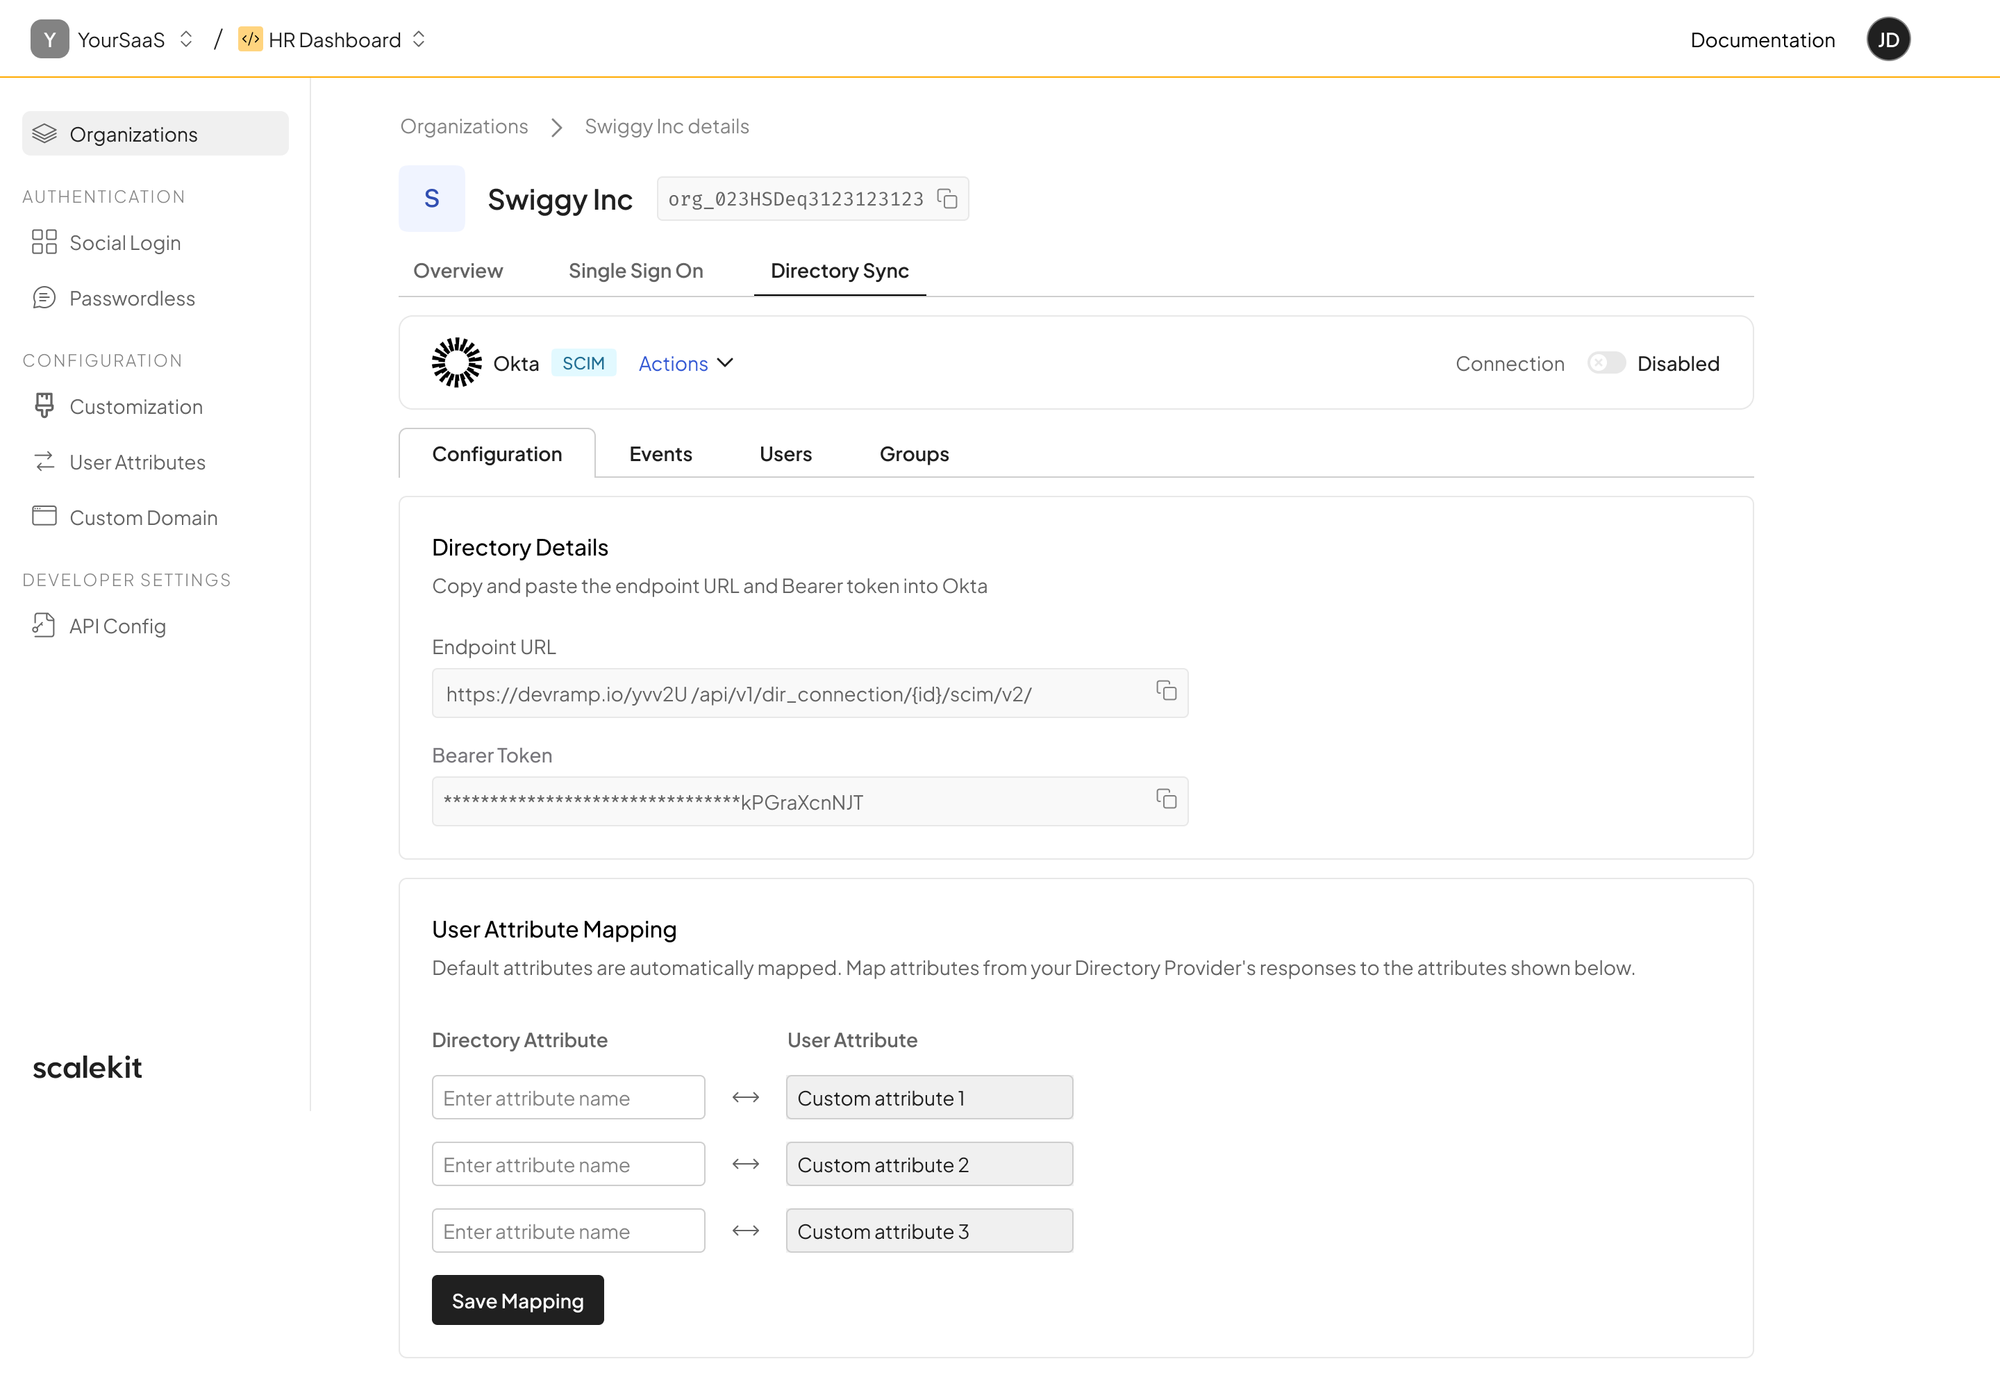 Y YourSaaS / </> HR Dashboard
Documentation JD
Organizations
AUTHENTICATION
Social Login
Passwordless
CONFIGURATION
Customization
User Attributes
Custom Domain
DEVELOPER SETTINGS
API Config
scalekit
Organizations > Swiggy Inc details
S Swiggy Inc org_023HSDeq3123123123
Overview Single Sign On Directory Sync
Okta SCIM Actions Connection Disabled
Configuration Events Users Groups
Directory Details
Copy and paste the endpoint URL and Bearer token into Okta
Endpoint URL
https://devramp.io/yvv2U /api/v1/dir_connection/{id}/scim/v2/
Bearer Token
********************************kPGraXcnNJT
User Attribute Mapping
Default attributes are automatically mapped. Map attributes from your Directory Provider's responses to the attributes shown below.
Directory Attribute User Attribute
Enter attribute name Custom attribute 1
Enter attribute name Custom attribute 2
Enter attribute name Custom attribute 3
Save Mapping